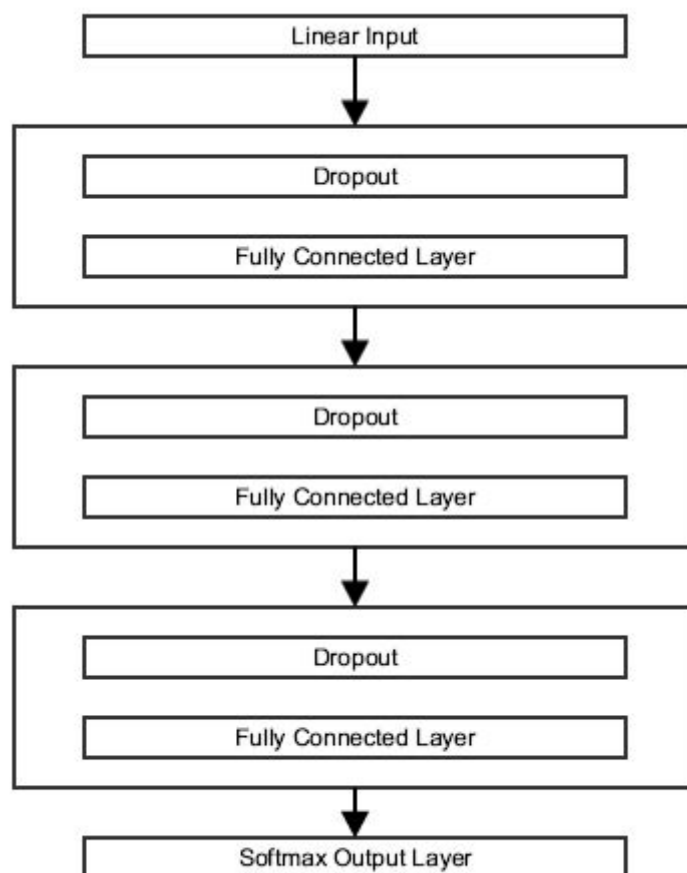 Linear Input
Dropout
Fully Connected Layer
Dropout
Fully Connected Layer
Dropout
Fully Connected Layer
Softmax Output Layer